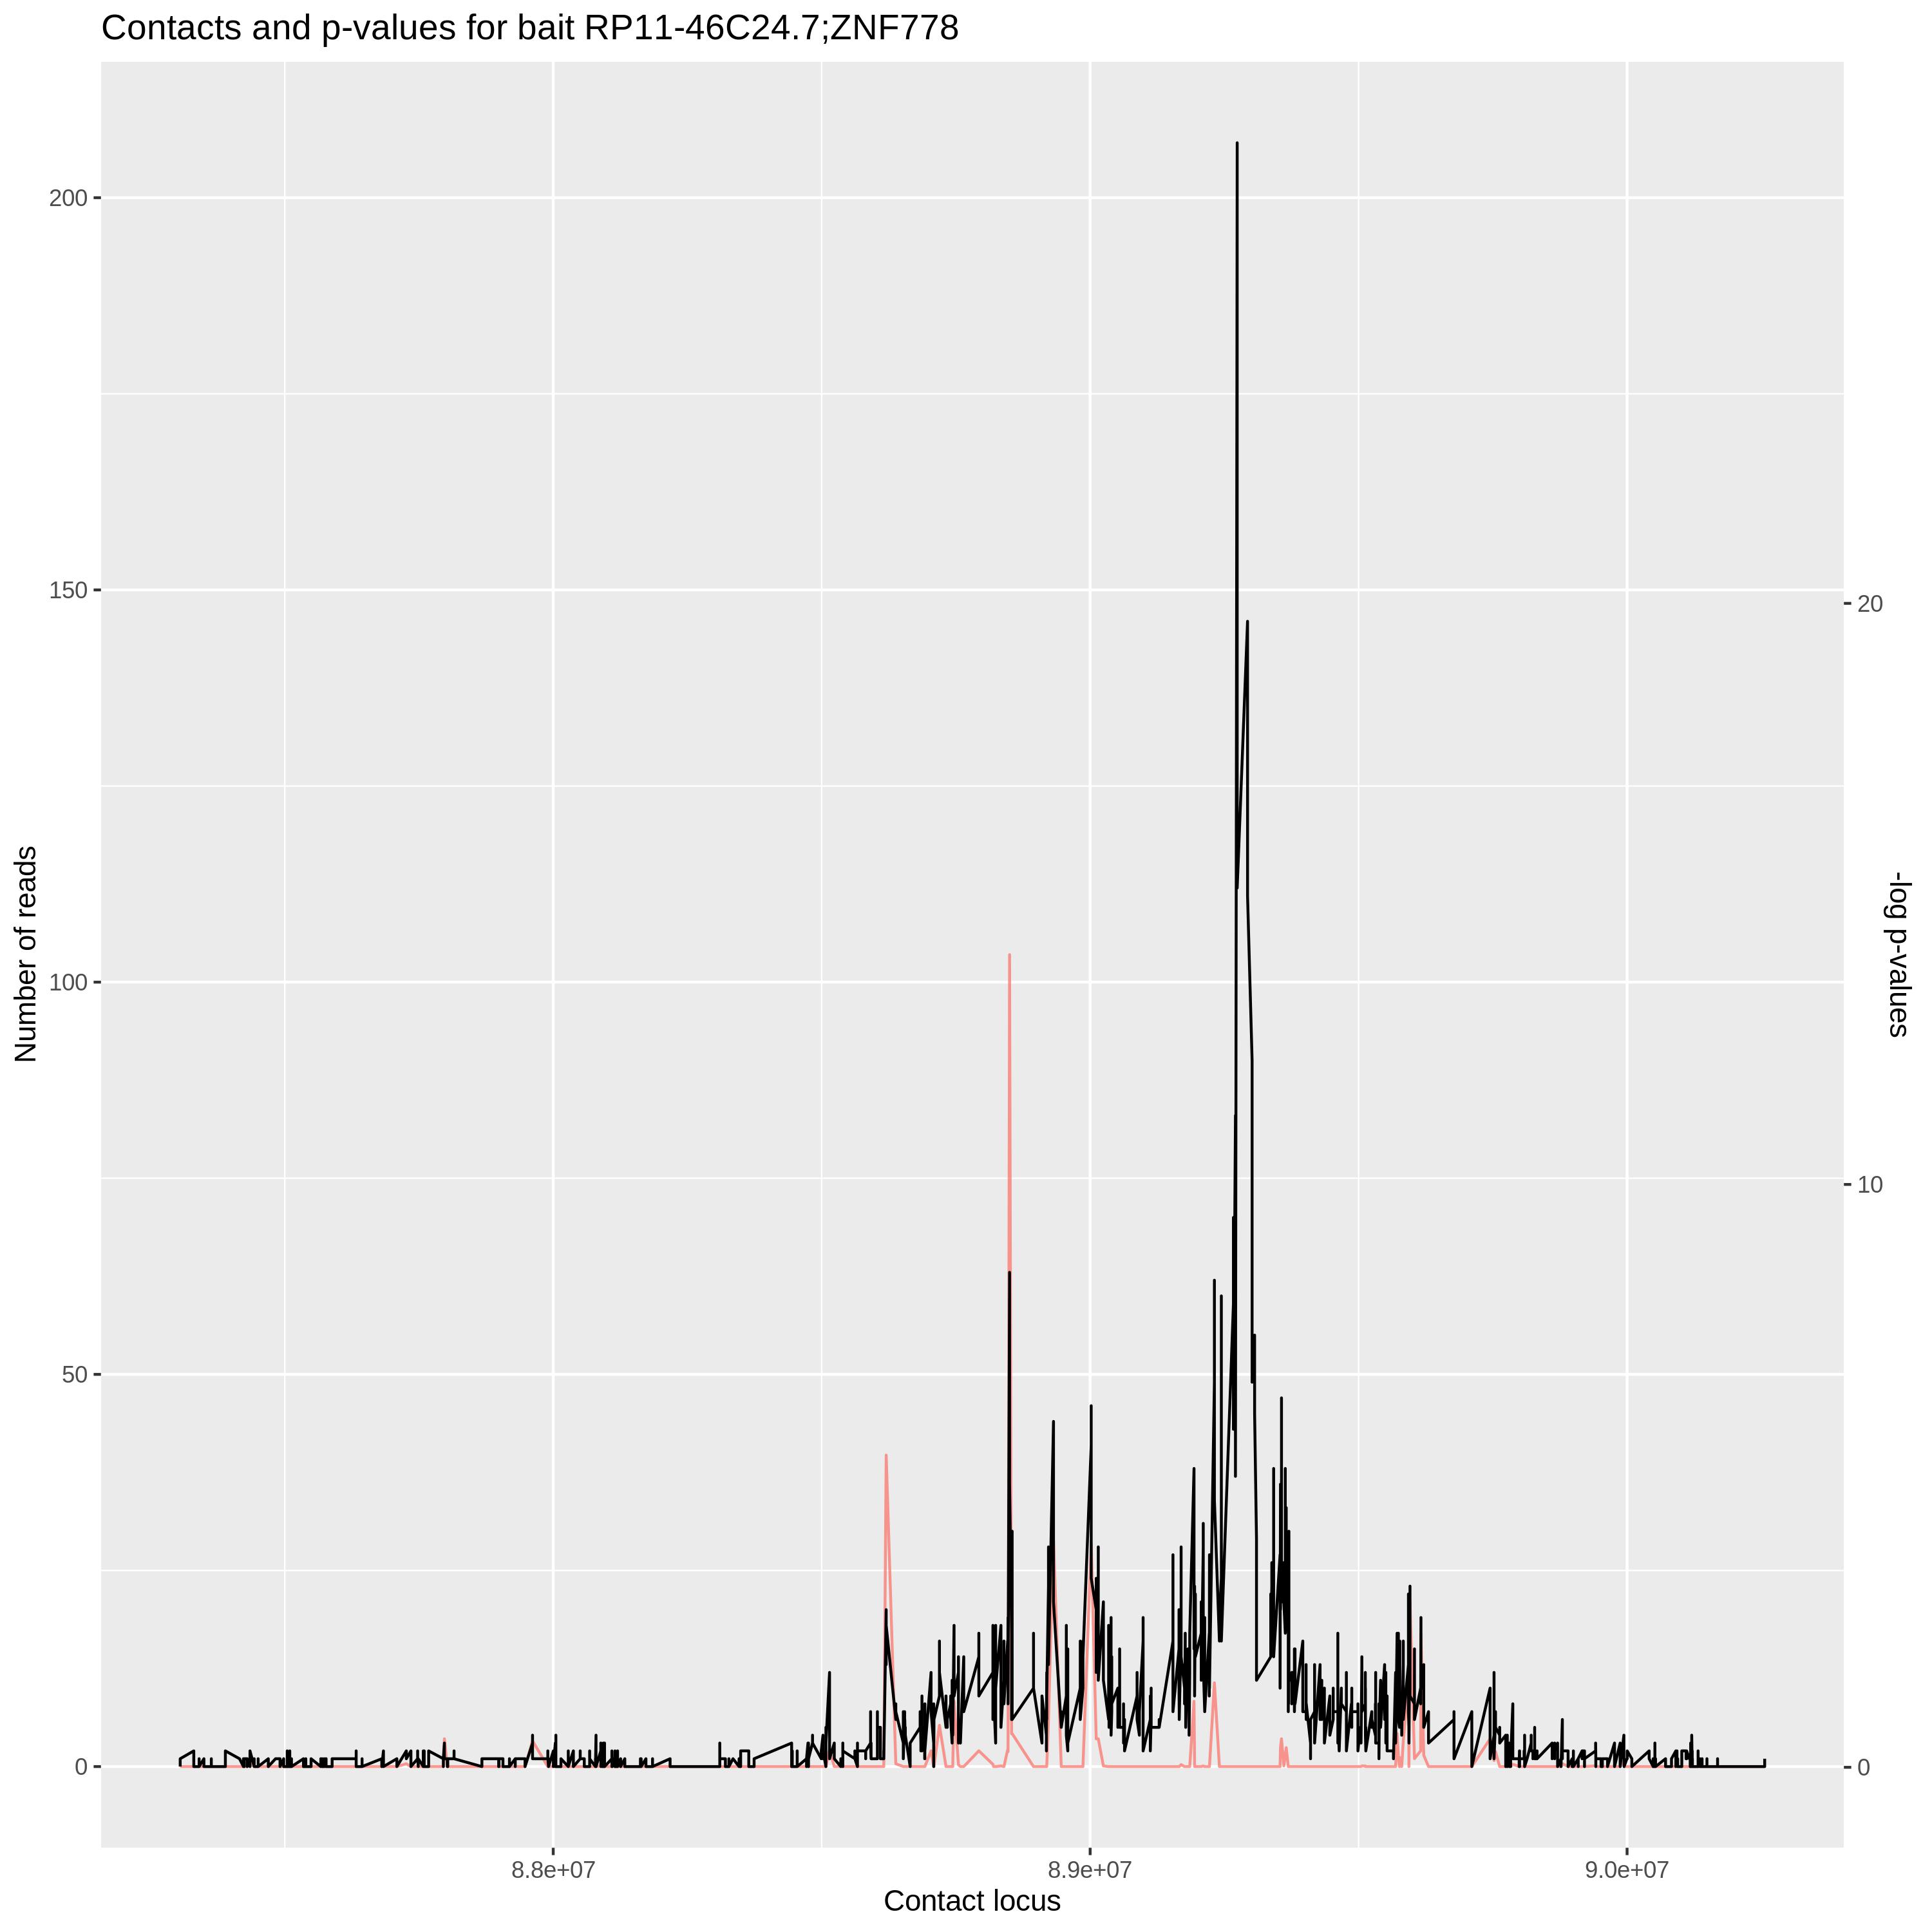 Contacts and p-values for bait RP11-46C24.7;ZNF778
200
150
100
50
0
Number of reads
20
10
0
-log p-values
8.8e+07
8.9e+07
9.0e+07
Contact locus